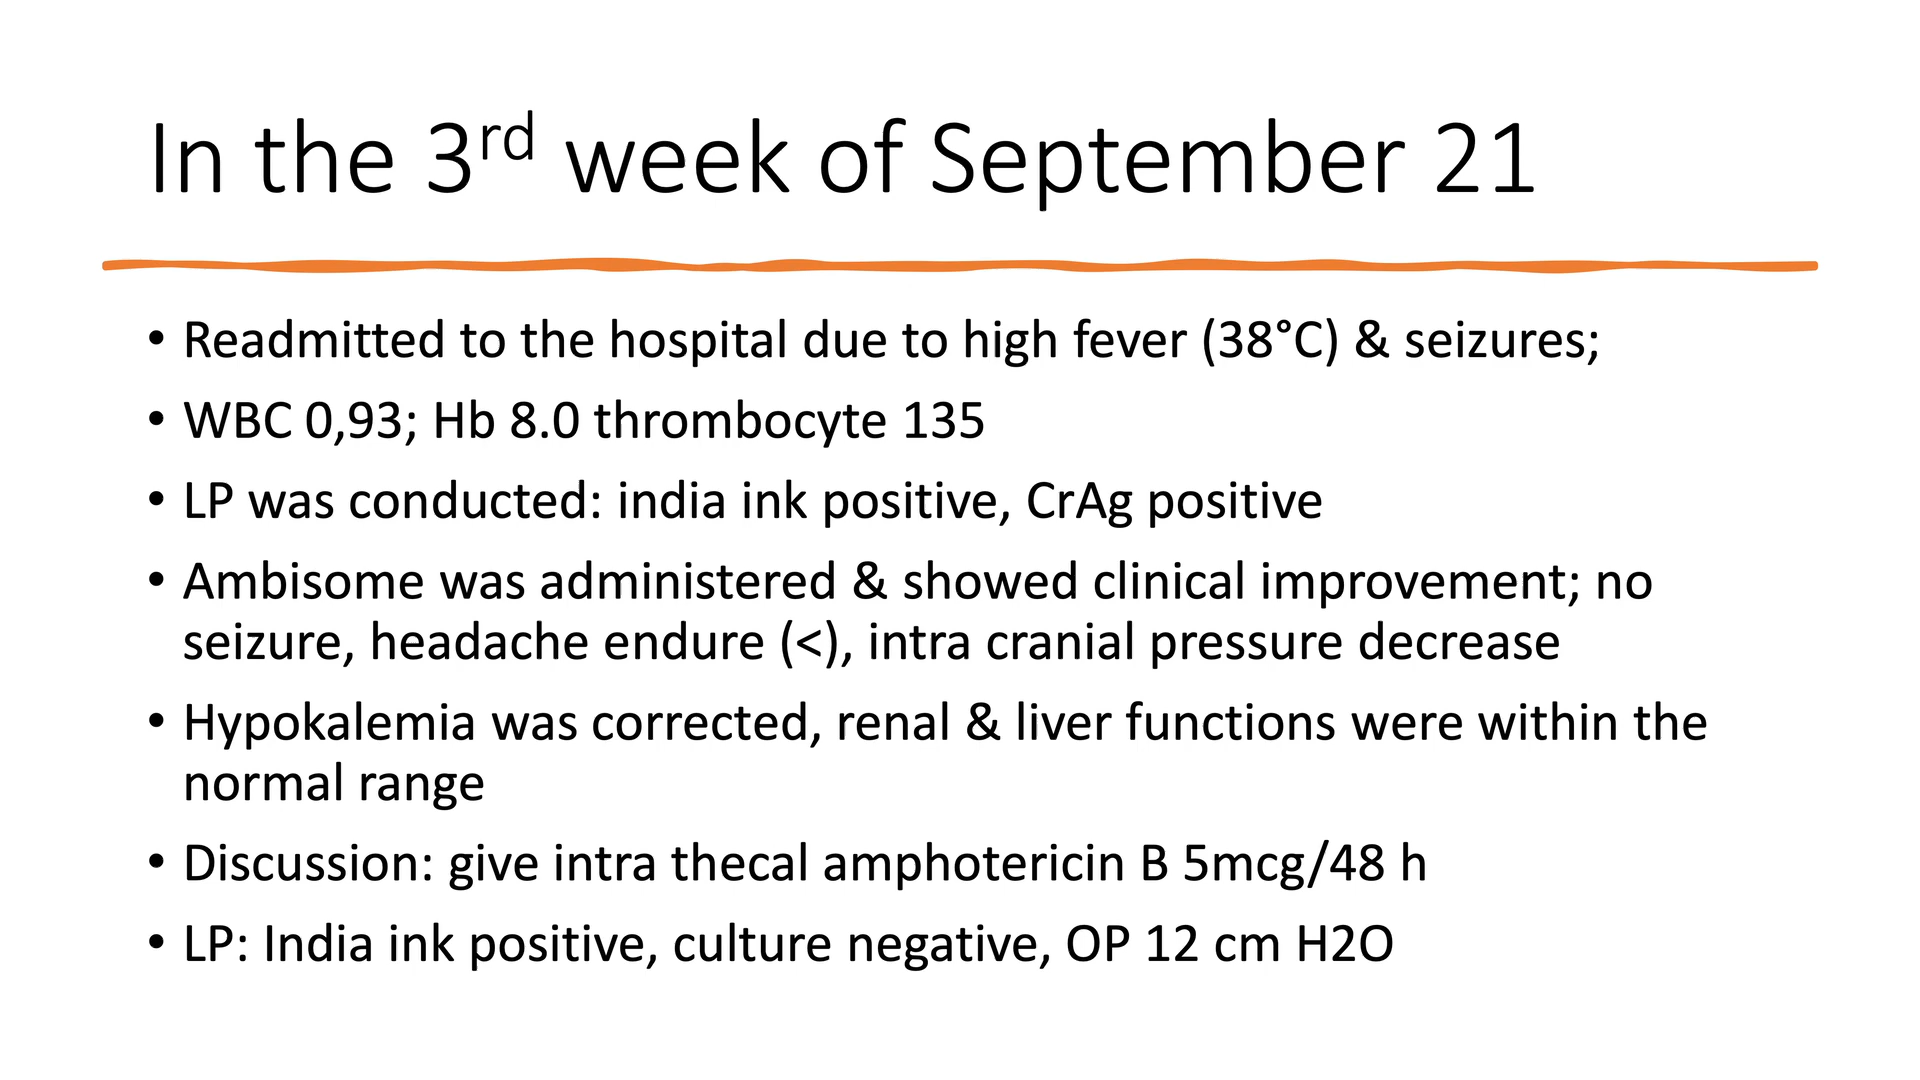 In the 3rd week of September 21
• Readmitted to the hospital due to high fever (38°C) & seizures;
• WBC 0,93; Hb 8.0 thrombocyte 135
• LP was conducted: india ink positive, CrAg positive
• Ambisome was administered & showed clinical improvement; no
seizure, headache endure (<), intra cranial pressure decrease
• Hypokalemia was corrected, renal & liver functions were within the
normal range
• Discussion: give intra thecal amphotericin B 5mcg/48 h
• LP: India ink positive, culture negative, OP 12 cm H2O